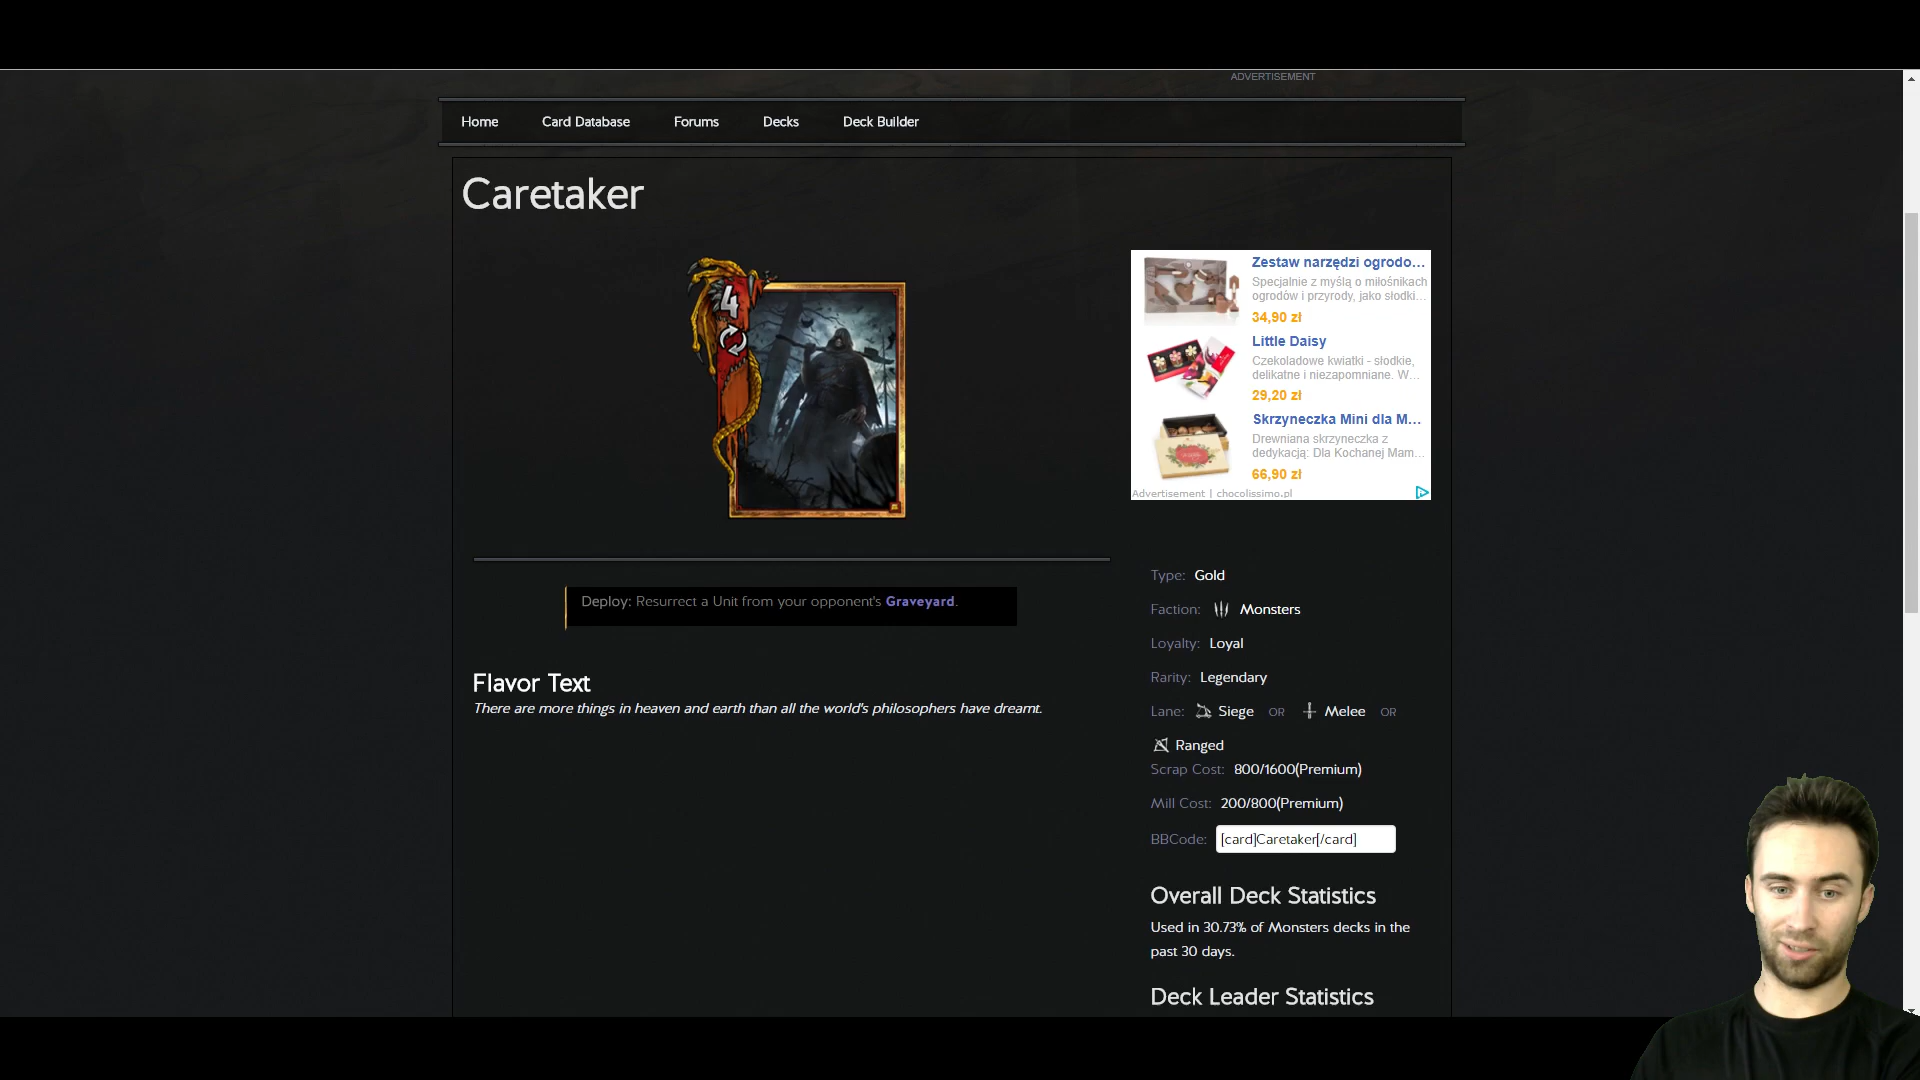 ADVERTISEMENT
Home Card Database Forums Decks Deck Builder
Caretaker
4
Zestaw narzędzi ogrodo...
Specjalnie z myślą o miłośnikach
ogrodów i przyrody, jako słodki...
34,90 zł
Little Daisy
Czekoladowe kwiatki - słodkie,
delikatne i niezapomniane. W...
29,20 zł
Skrzyneczka Mini dla M...
Drewniana skrzyneczka z
dedykacją: Dla Kochanej Mam...
66,90 zł
Advertisement | chocolissimo.pl
Deploy: Resurrect a Unit from your opponent's Graveyard.
Flavor Text
There are more things in heaven and earth than all the world's philosophers have dreamt.
Type: Gold
Faction: Monsters
Loyalty: Loyal
Rarity: Legendary
Lane: Siege OR Melee OR
Ranged
Scrap Cost: 800/1600(Premium)
Mill Cost: 200/800(Premium)
BBCode: [card]Caretaker[/card]
Overall Deck Statistics
Used in 30.73% of Monsters decks in the
past 30 days.
Deck Leader Statistics